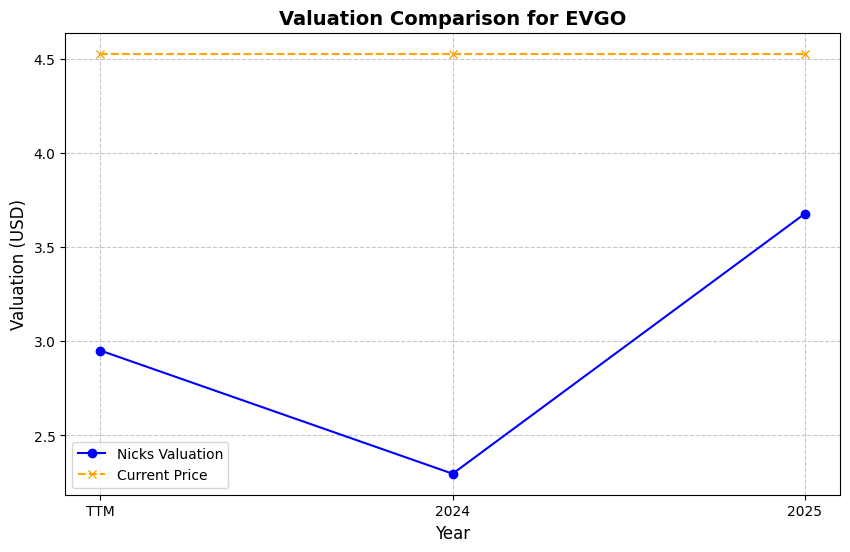 Valuation Comparison for EVGO
Valuation (USD)
4.5
4.0
3.5
3.0
2.5
Nicks Valuation
Current Price
TTM 2024 2025
Year